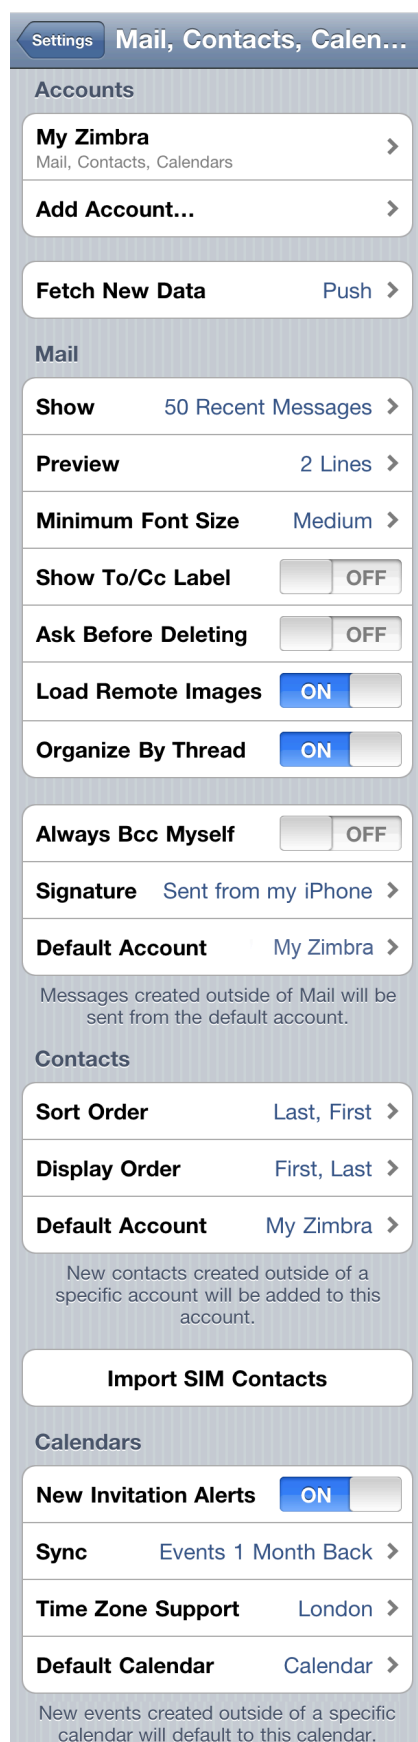 Settings Mail, Contacts, Calen...
Accounts
My Zimbra
Mail, Contacts, Calendars
Add Account...
Fetch New Data Push
Mail
Show 50 Recent Messages
Preview 2 Lines
Minimum Font Size Medium
Show To/Cc Label OFF
Ask Before Deleting OFF
Load Remote Images ON
Organize By Thread ON
Always Bcc Myself OFF
Signature Sent from my iPhone
Default Account My Zimbra
Messages created outside of Mail will be
sent from the default account.
Contacts
Sort Order Last, First
Display Order First, Last
Default Account My Zimbra
New contacts created outside of a
specific account will be added to this
account.
Import SIM Contacts
Calendars
New Invitation Alerts ON
Sync Events 1 Month Back
Time Zone Support London
Default Calendar Calendar
New events created outside of a specific
calendar will default to this calendar.